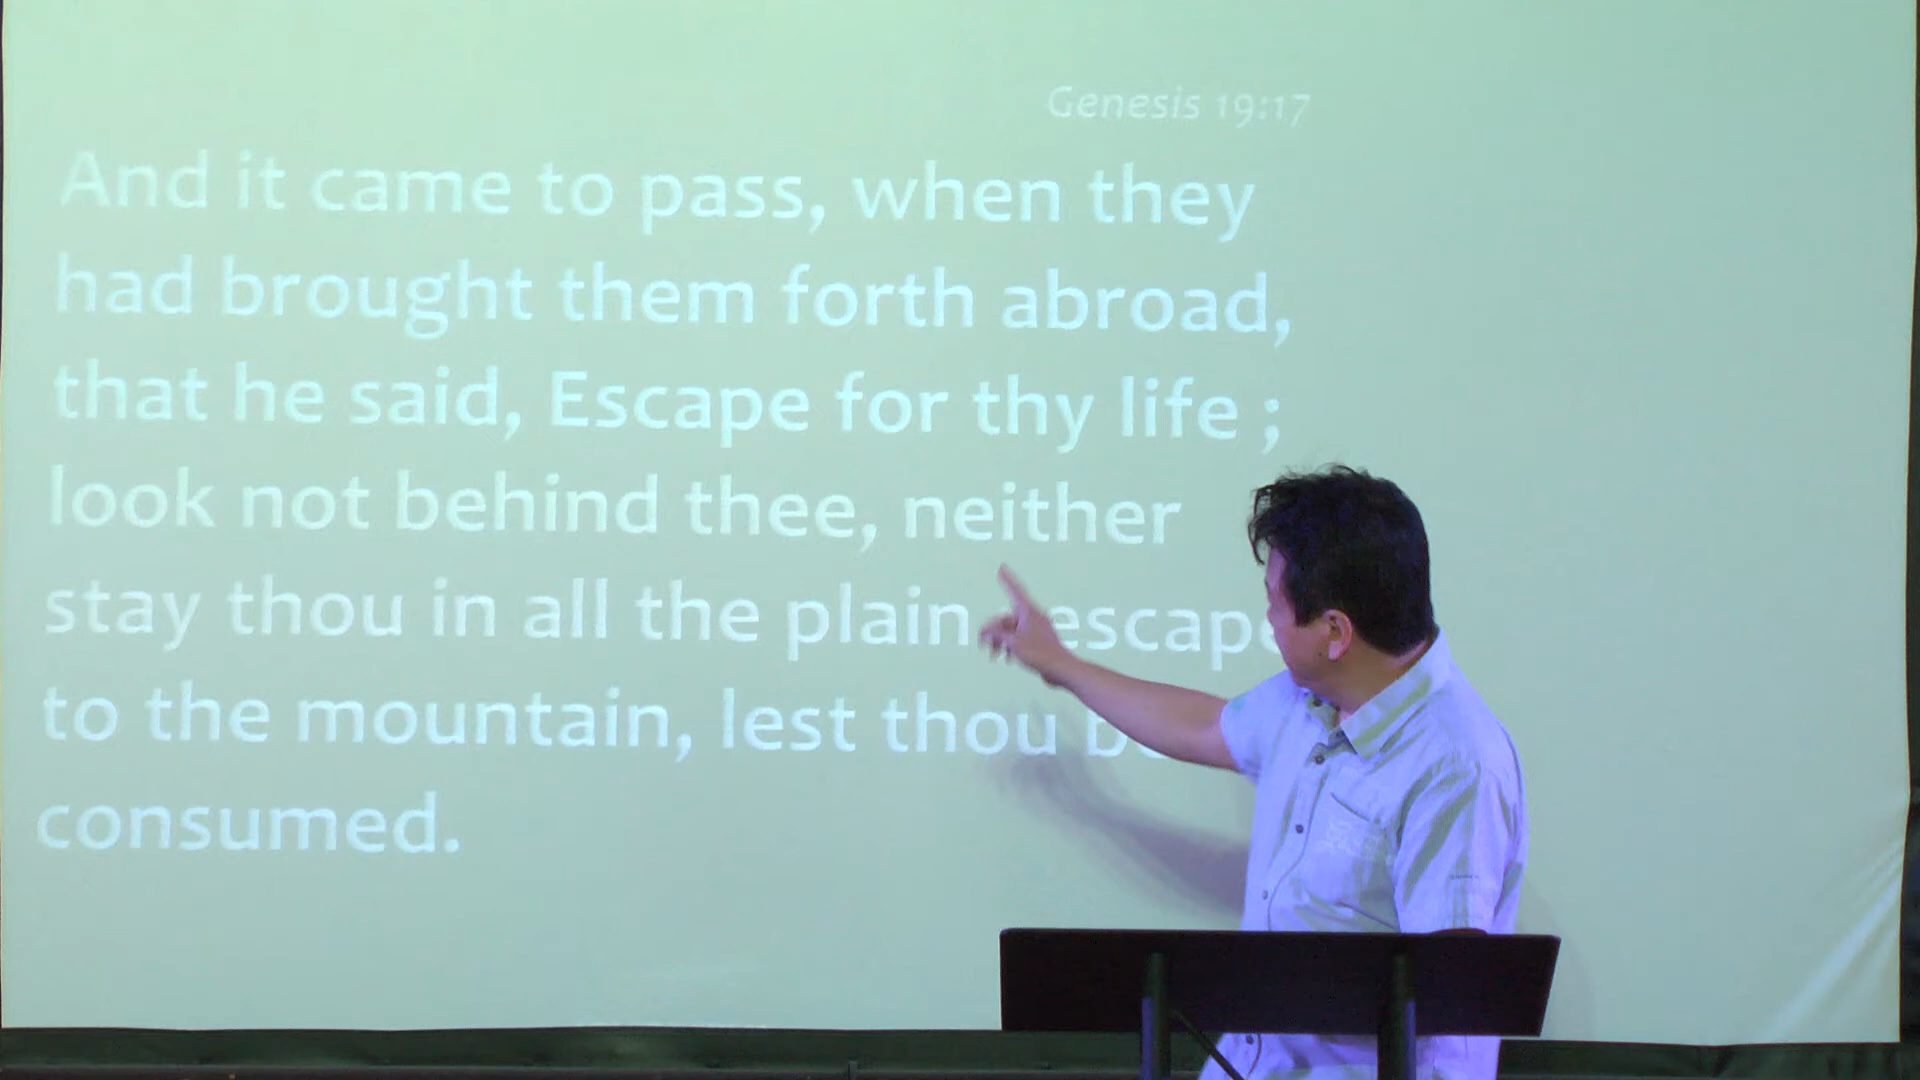 Genesis 19:17
And it came to pass, when they
had brought them forth abroad,
that he said, Escape for thy life ;
look not behind thee, neither
stay thou in all the plain escape
to the mountain, lest thou
consumed.